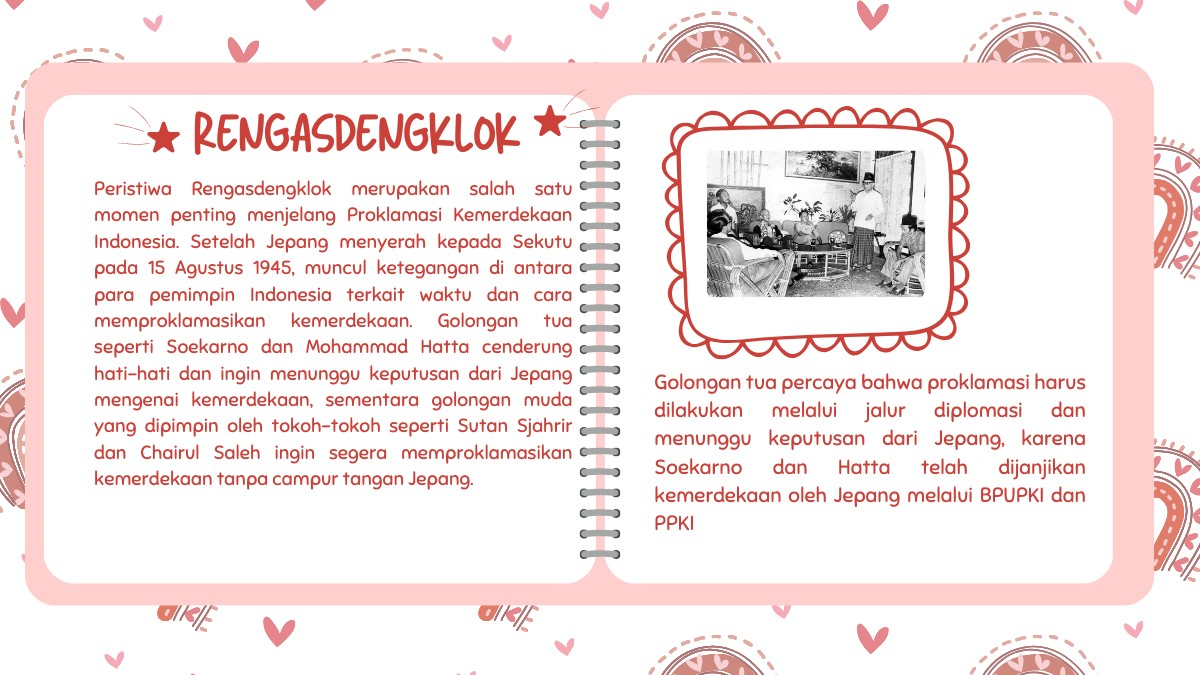 RENGASDENGKLOK
Peristiwa Rengasdengklok merupakan salah satu
momen penting menjelang Proklamasi Kemerdekaan
Indonesia. Setelah Jepang menyerah kepada Sekutu
pada 15 Agustus 1945, muncul ketegangan di antara
para pemimpin Indonesia terkait waktu dan cara
memproklamasikan kemerdekaan. Golongan tua
seperti Soekarno dan Mohammad Hatta cenderung
hati-hati dan ingin menunggu keputusan dari Jepang
mengenai kemerdekaan, sementara golongan muda
yang dipimpin oleh tokoh-tokoh seperti Sutan Sjahrir
dan Chairul Saleh ingin segera memproklamasikan
kemerdekaan tanpa campur tangan Jepang.
Golongan tua percaya bahwa proklamasi harus
dilakukan melalui jalur diplomasi dan
menunggu keputusan dari Jepang, karena
Soekarno dan Hatta telah dijanjikan
kemerdekaan oleh Jepang melalui BPUPKI dan
PPKI